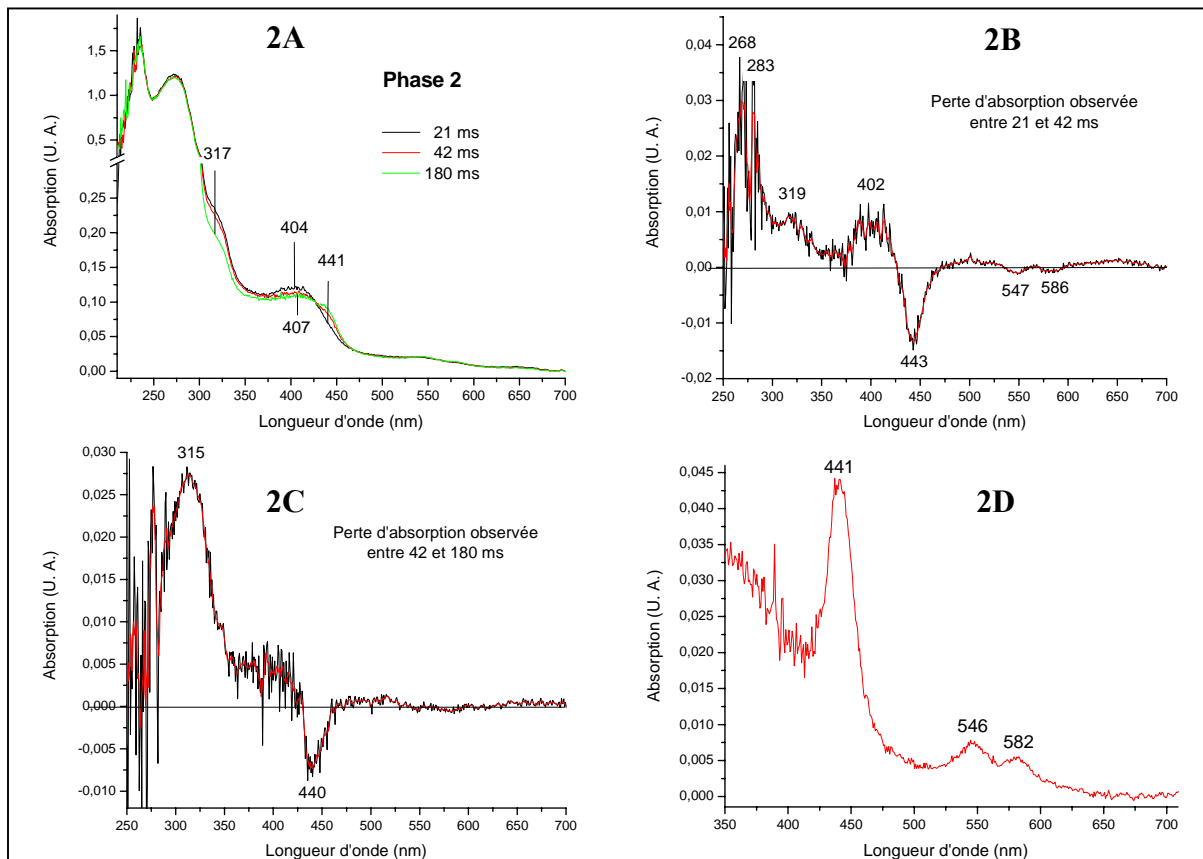 2A
Phase 2
21 ms
42 ms
180 ms
317
404
441
407
1,5
1,0
0,5
0,25
0,20
0,15
0,10
0,05
0,00
Absorption (U. A.)
250 300 350 400 450 500 550 600 650 700
Longueur d'onde (nm)
2B
268
283
Perte d'absorption observée
entre 21 et 42 ms
319
402
547
586
443
0,04
0,03
0,02
0,01
0,00
-0,01
-0,02
Absorption (U. A.)
250 300 350 400 450 500 550 600 650 700
Longueur d'onde (nm)
2C
315
Perte d'absorption observée
entre 42 et 180 ms
440
0,030
0,025
0,020
0,015
0,010
0,005
0,000
-0,005
-0,010
Absorption (U. A.)
250 300 350 400 450 500 550 600 650 700
Longueur d'onde (nm)
2D
441
546
582
0,045
0,040
0,035
0,030
0,025
0,020
0,015
0,010
0,005
0,000
Absorption (U. A.)
350 400 450 500 550 600 650 700
Longueur d'onde (nm)